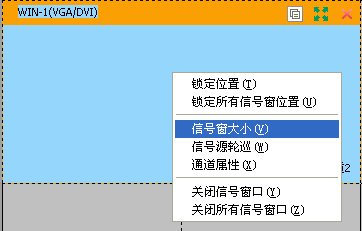 WIN-1(VGA/DVI)
锁定位置(T)
锁定所有信号窗位置(U)
信号窗大小(V)
信号源轮巡(W)
通道属性(X)
2
关闭信号窗口(Y)
关闭所有信号窗口(Z)